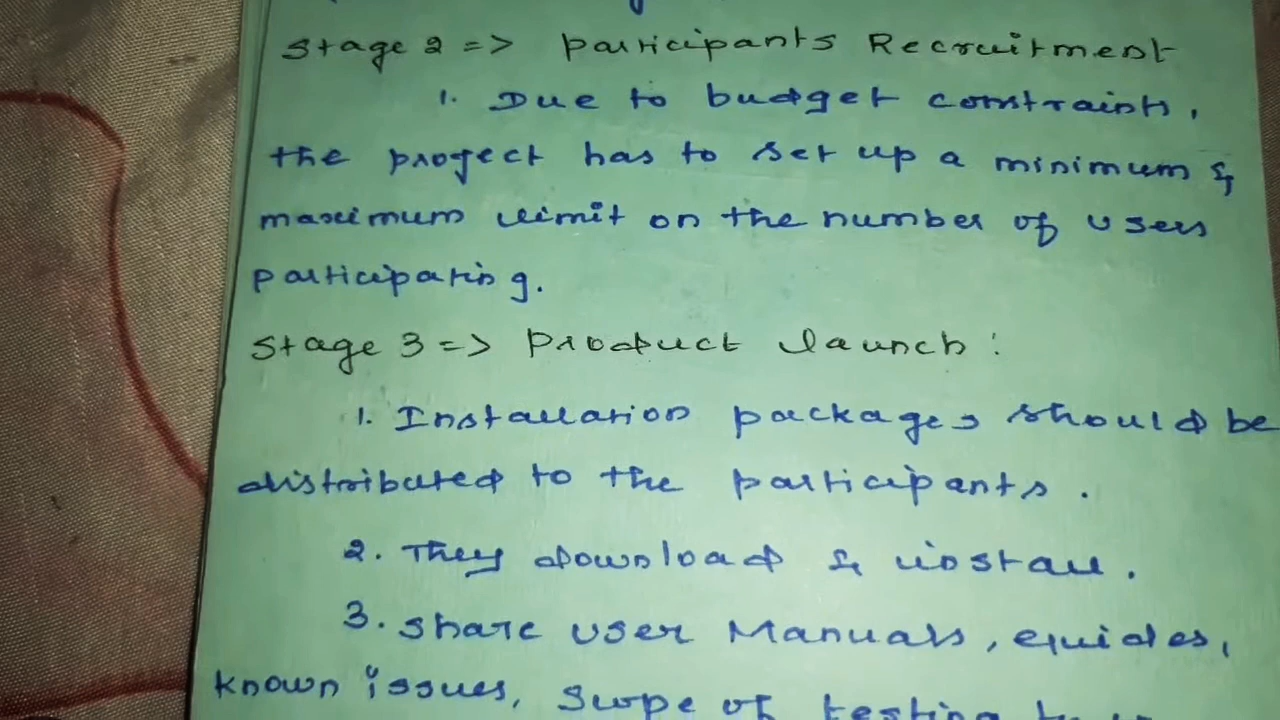 Stage 2 => Participants Recruitment
1. Due to budget constraints,
the project has to set up a minimum &
maximum limit on the number of users
participating.
Stage 3 => Product launch :
1. Installation packages should be
distributed to the participants.
2. They download & install.
3. Share user Manuals, guides,
known issues, Scope of testing